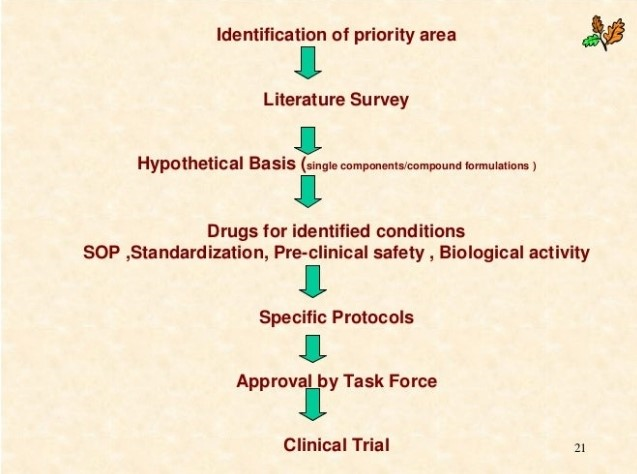 Identification of priority area
Literature Survey
Hypothetical Basis (single components/compound formulations )
Drugs for identified conditions
SOP ,Standardization, Pre-clinical safety , Biological activity
Specific Protocols
Approval by Task Force
Clinical Trial
21